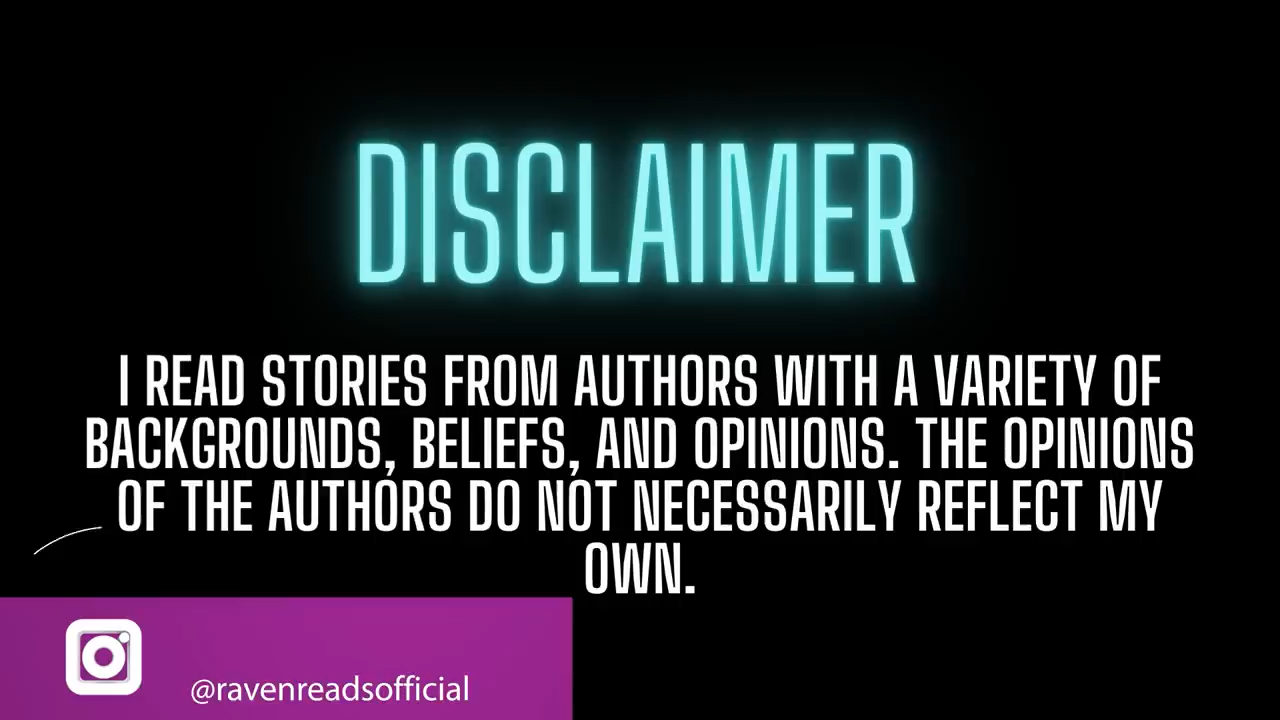 DISCLAIMER
I READ STORIES FROM AUTHORS WITH A VARIETY OF
BACKGROUNDS, BELIEFS, AND OPINIONS. THE OPINIONS
OF THE AUTHORS DO NOT NECESSARILY REFLECT MY
OWN.
@ravenreadsofficial